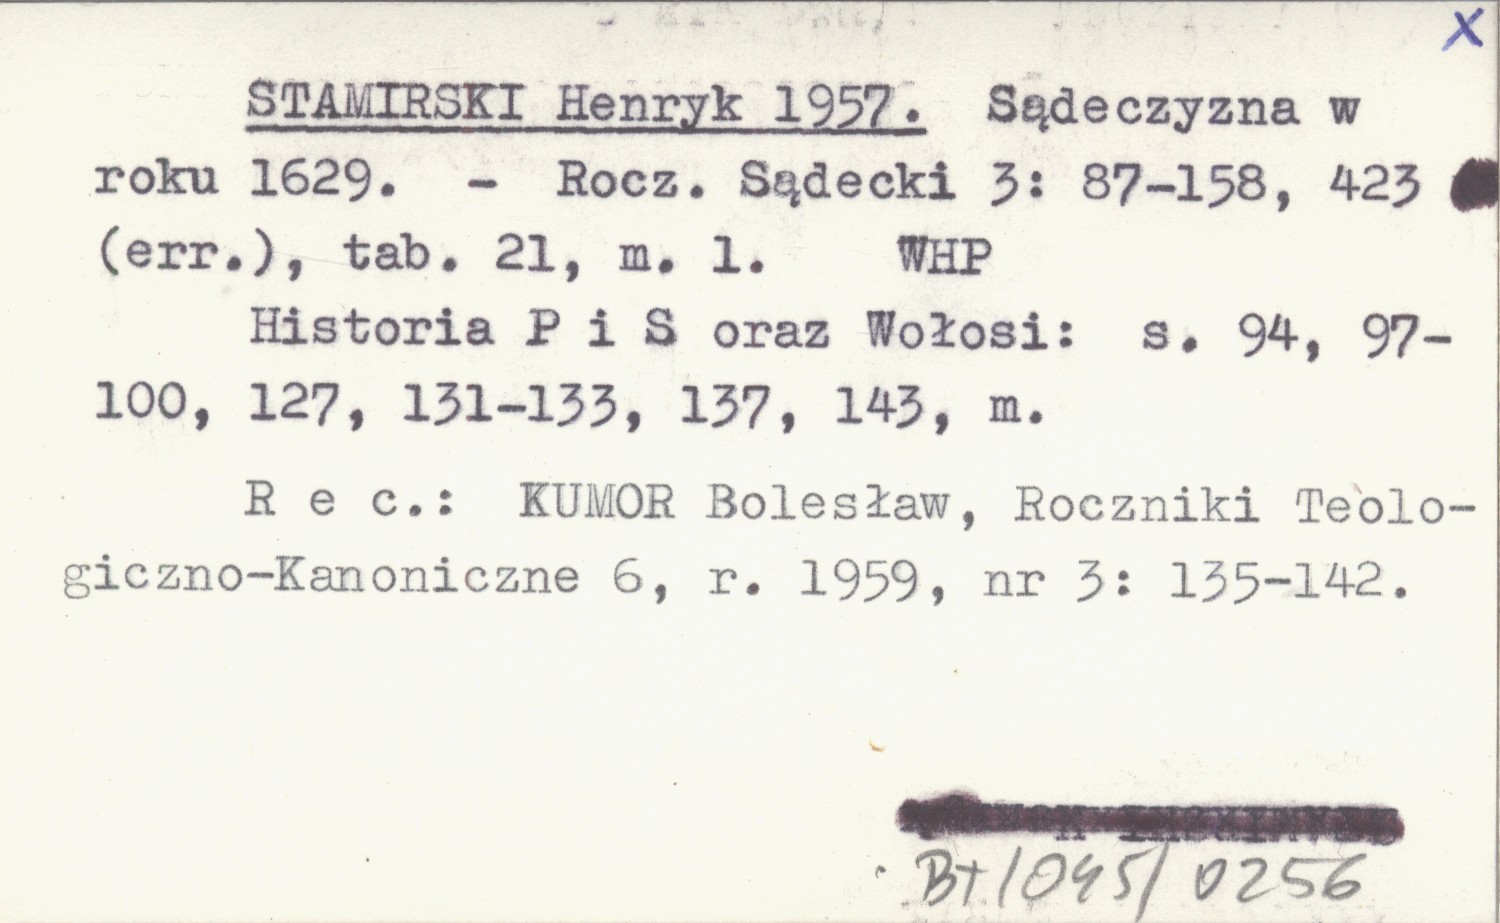 X
STAMIRSKI Henryk 1957. Sądeczyzna w
roku 1629. - Rocz. Sądecki 3: 87-158, 423
(err.), tab. 21, m. 1. WHP
Historia P i S oraz Wołosi: s. 94, 97-
100, 127, 131-133, 137, 143, m.
R e c.: KUMOR Bolesław, Roczniki Teolo-
giczno-Kanoniczne 6, r. 1959, nr 3: 135-142.
B+/045/0256